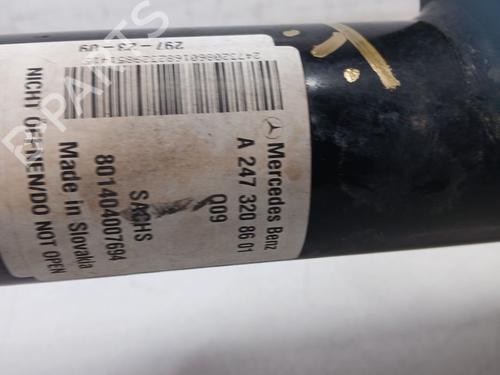 Mercedes Benz
A 247 320 86 01
Q09
SACHS
801404007694
Made in Slovakia
NICHT ÖFFNEN/DO NOT OPEN
297-23-09
B-PARTS